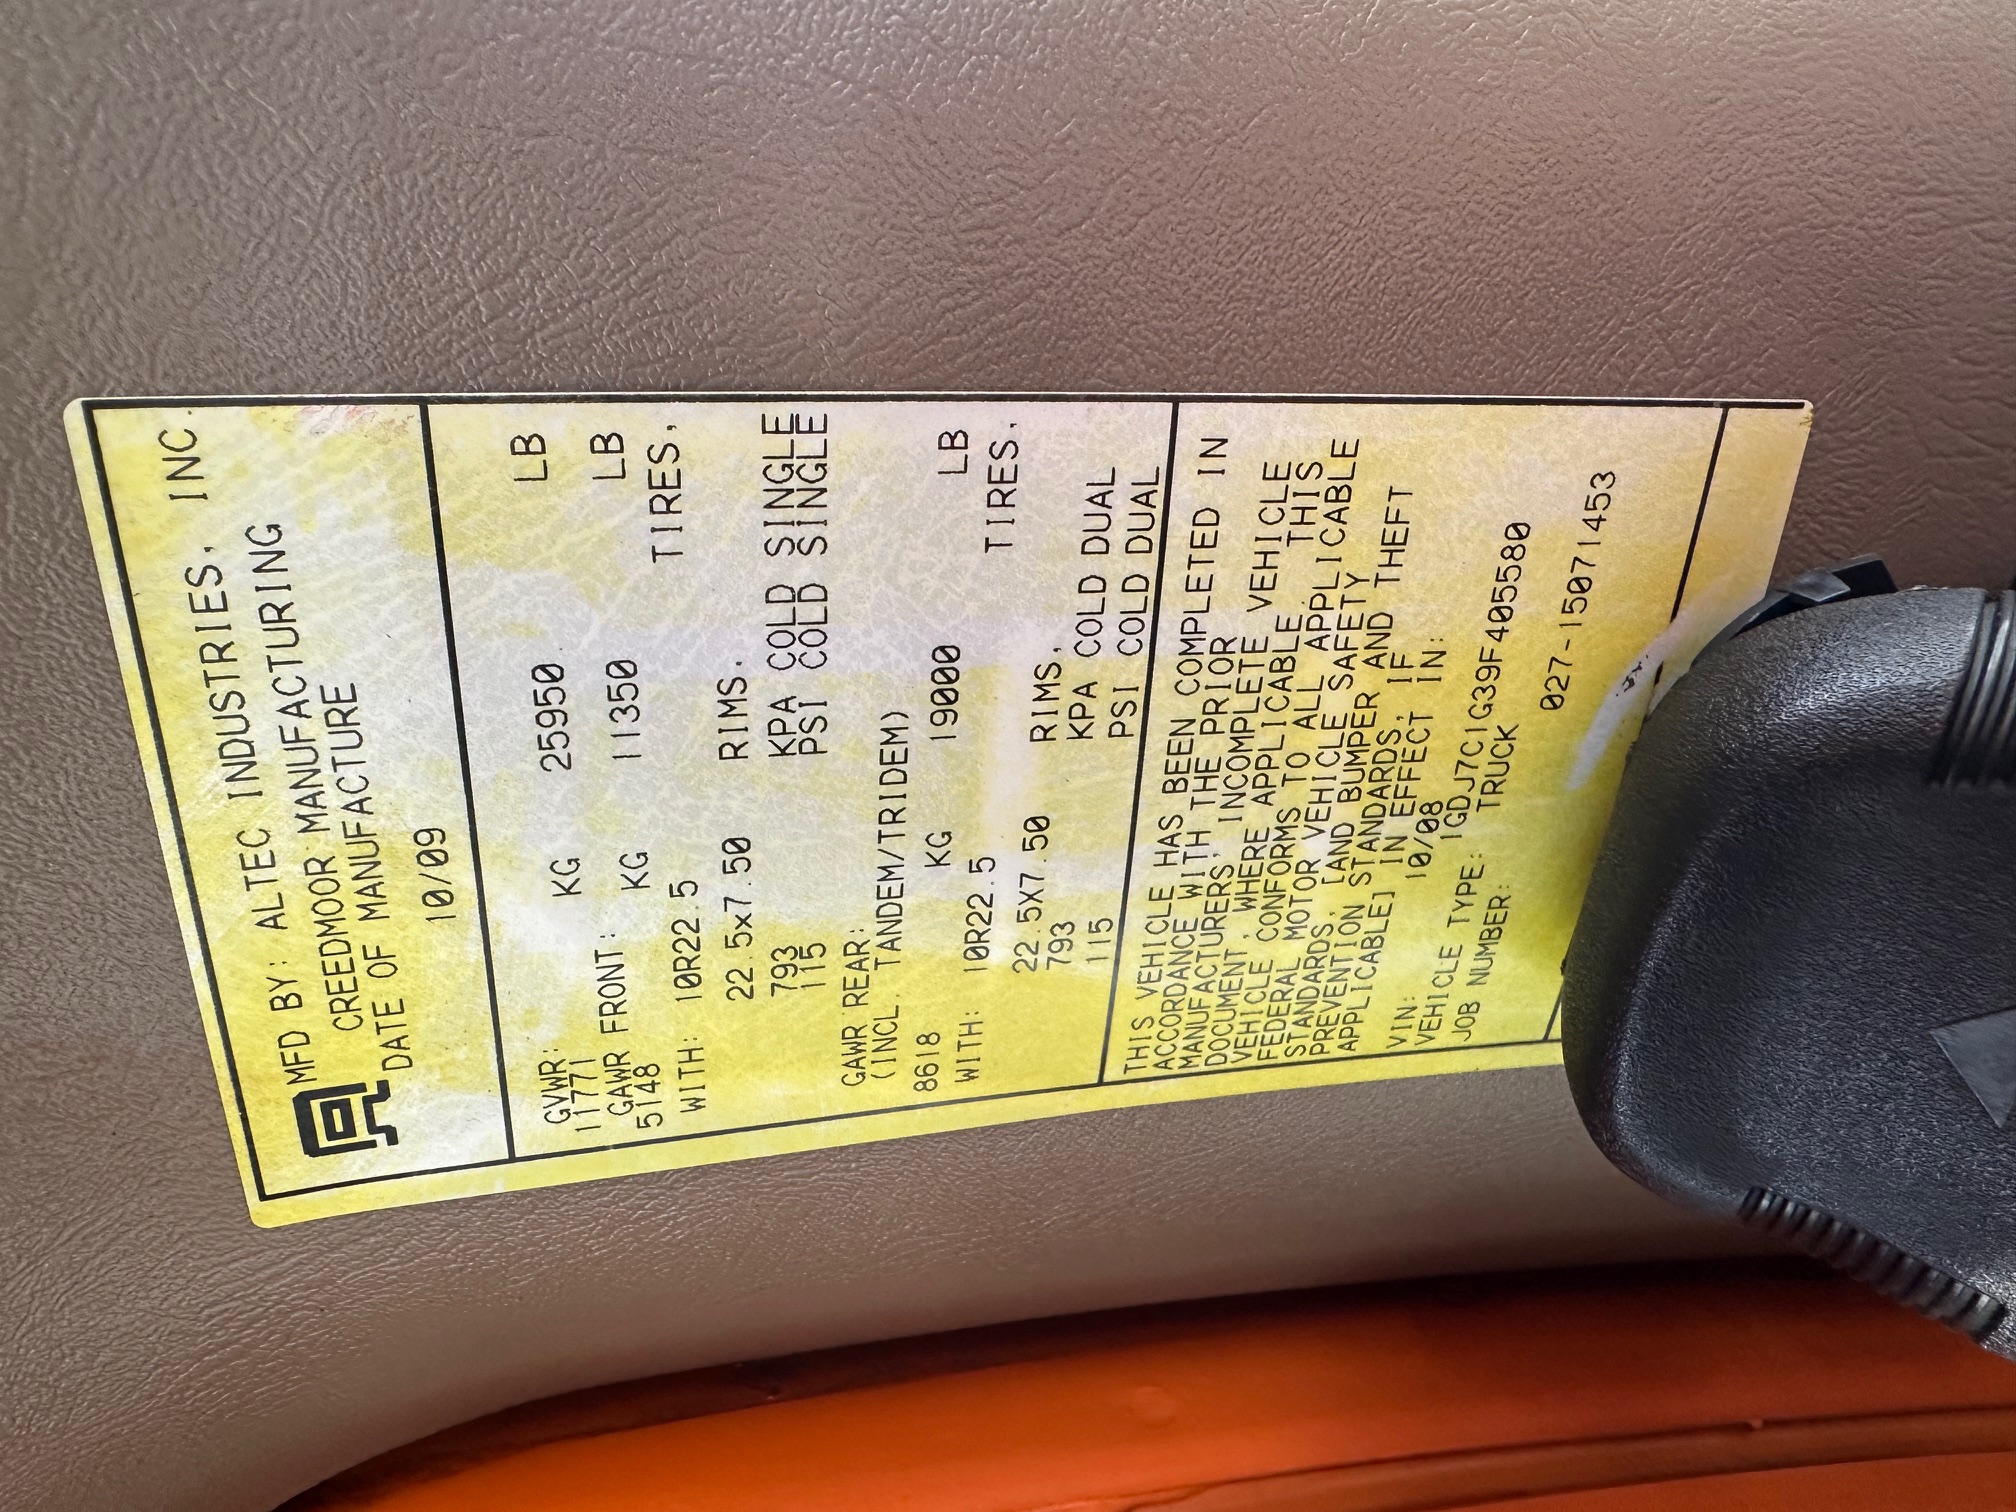 MFD BY: ALTEC INDUSTRIES, INC.
CREEDMOOR MANUFACTURING
DATE OF MANUFACTURE
10/09
GVWR:
11771 KG 25950 LB
GAWR FRONT:
5148 KG 11350 LB
WITH: 10R22.5 TIRES,
22.5x7.50 RIMS,
793 KPA COLD SINGLE
115 PSI COLD SINGLE
GAWR REAR:
(INCL. TANDEM/TRIDEM)
8618 KG 19000 LB
WITH: 10R22.5 TIRES,
22.5X7.50 RIMS,
793 KPA COLD DUAL
115 PSI COLD DUAL
THIS VEHICLE HAS BEEN COMPLETED IN
ACCORDANCE WITH THE PRIOR
MANUFACTURERS, INCOMPLETE VEHICLE
DOCUMENT, WHERE APPLICABLE. THIS
VEHICLE CONFORMS TO ALL APPLICABLE
FEDERAL MOTOR VEHICLE SAFETY
STANDARDS, [AND BUMPER AND THEFT
PREVENTION STANDARDS, IF
APPLICABLE] IN EFFECT IN:
10/08
VIN: 1GDJ7C1G39F405580
VEHICLE TYPE: TRUCK
JOB NUMBER: 027-15071453